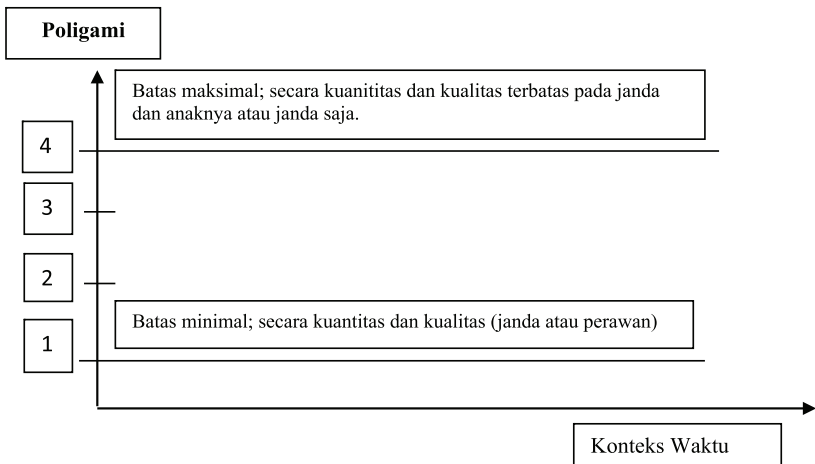 Poligami
Batas maksimal; secara kuanititas dan kualitas terbatas pada janda
dan anaknya atau janda saja.
4
3
2
Batas minimal; secara kuantitas dan kualitas (janda atau perawan)
1
Konteks Waktu